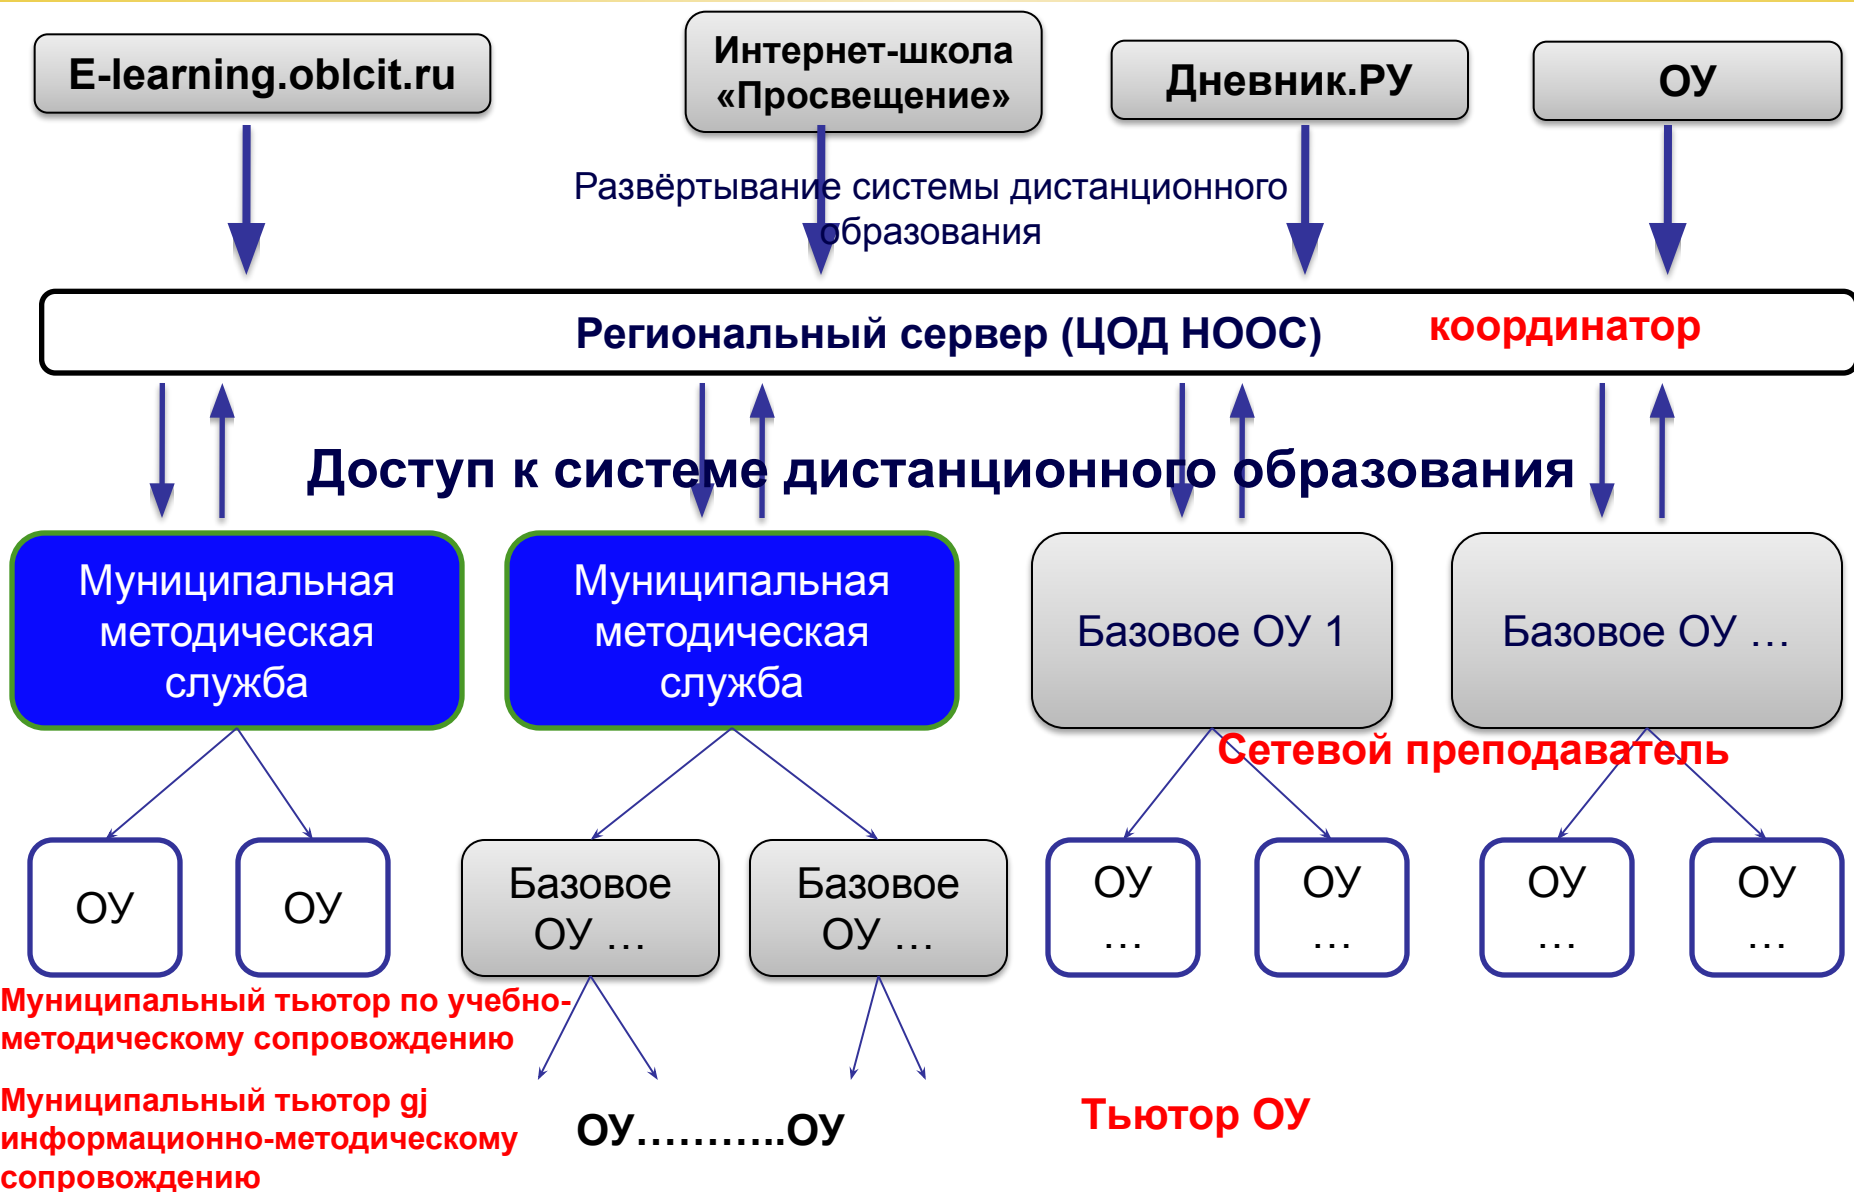 E-learning.oblcit.ru
Интернет-школа
«Просвещение»
Дневник.РУ
ОУ
Развёртывание системы дистанционного
образования
Региональный сервер (ЦОД НООС)
координатор
Доступ к системе дистанционного образования
Муниципальная
методическая
служба
Муниципальная
методическая
служба
Базовое ОУ 1
Базовое ОУ …
Сетевой преподаватель
ОУ
ОУ
Базовое
ОУ …
Базовое
ОУ …
ОУ
…
ОУ
…
ОУ
…
ОУ
…
Муниципальный тьютор по учебно-
методическому сопровождению
Муниципальный тьютор gj
информационно-методическому
сопровождению
ОУ………..ОУ
Тьютор ОУ